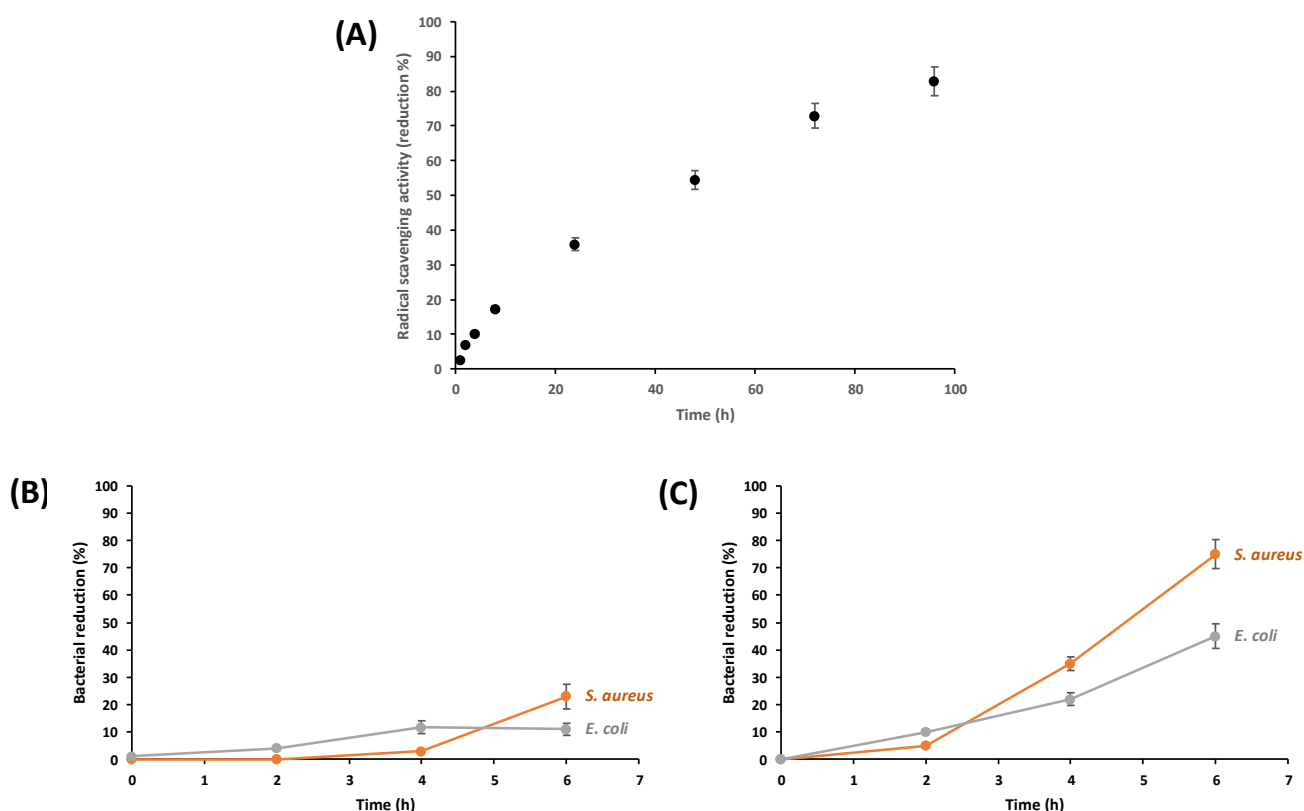 (A)
Radical scavenging activity (reduction %)
100
90
80
70
60
50
40
30
20
10
0
0 20 40 60 80 100
Time (h)
(B)
Bacterial reduction (%)
100
90
80
70
60
50
40
30
20
10
0
S. aureus
E. coli
0 1 2 3 4 5 6 7
Time (h)
(C)
Bacterial reduction (%)
100
90
80
70
60
50
40
30
20
10
0
S. aureus
E. coli
0 1 2 3 4 5 6 7
Time (h)